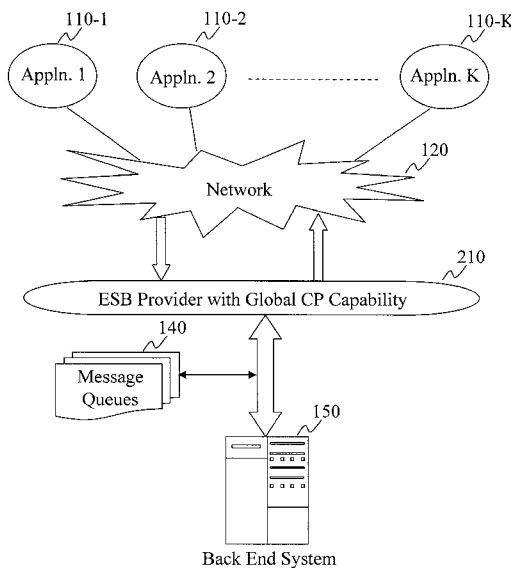 110-1
110-2
110-K
Appln. 1
Appln. 2
Appln. K
120
Network
210
ESB Provider with Global CP Capability
140
Message
Queues
150
Back End System